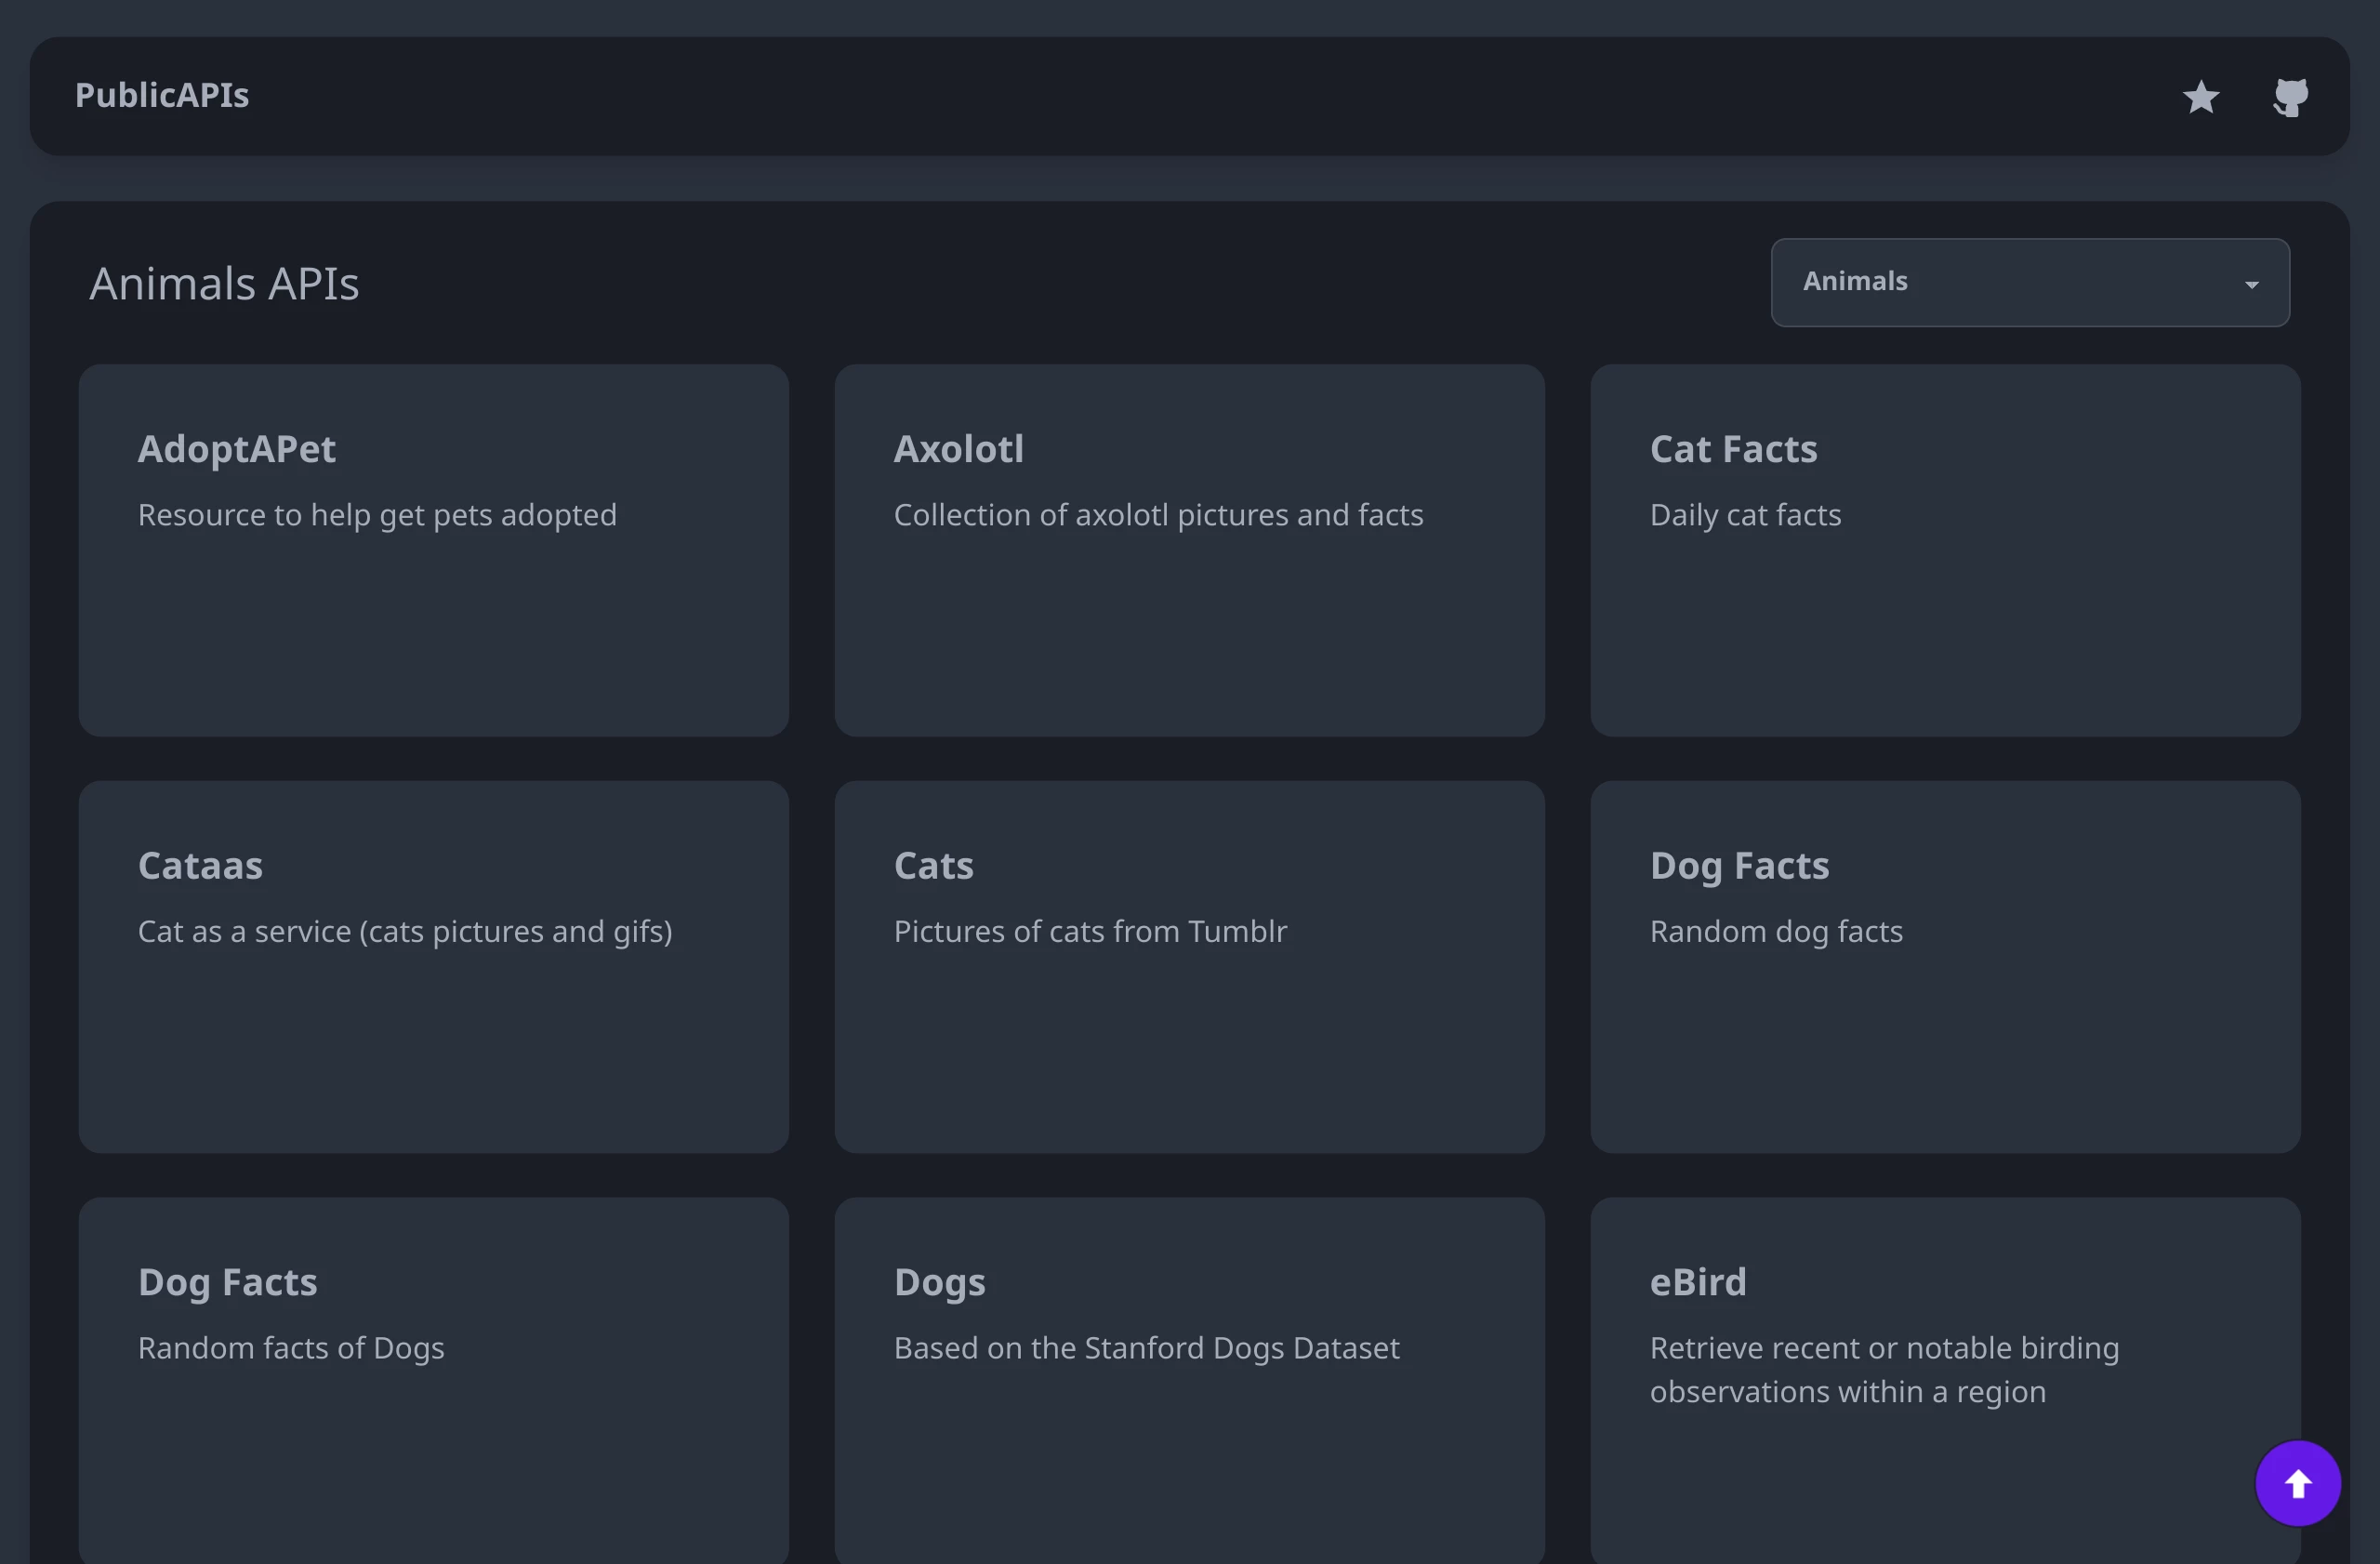 PublicAPIs
Animals APIs
Animals
AdoptAPet
Resource to help get pets adopted
Axolotl
Collection of axolotl pictures and facts
Cat Facts
Daily cat facts
Cataas
Cat as a service (cats pictures and gifs)
Cats
Pictures of cats from Tumblr
Dog Facts
Random dog facts
Dog Facts
Random facts of Dogs
Dogs
Based on the Stanford Dogs Dataset
eBird
Retrieve recent or notable birding
observations within a region